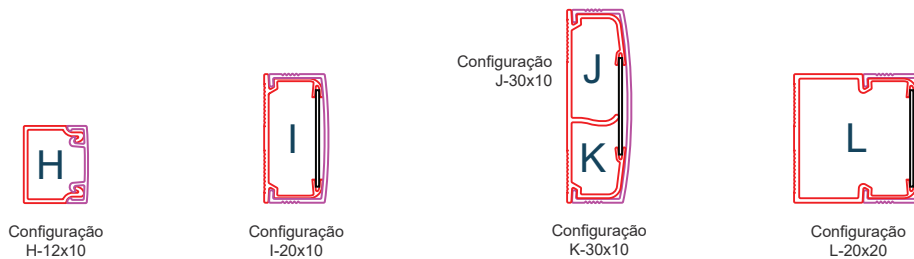 H
Configuração
H-12x10
I
Configuração
I-20x10
Configuração
J-30x10
J
K
Configuração
K-30x10
L
Configuração
L-20x20